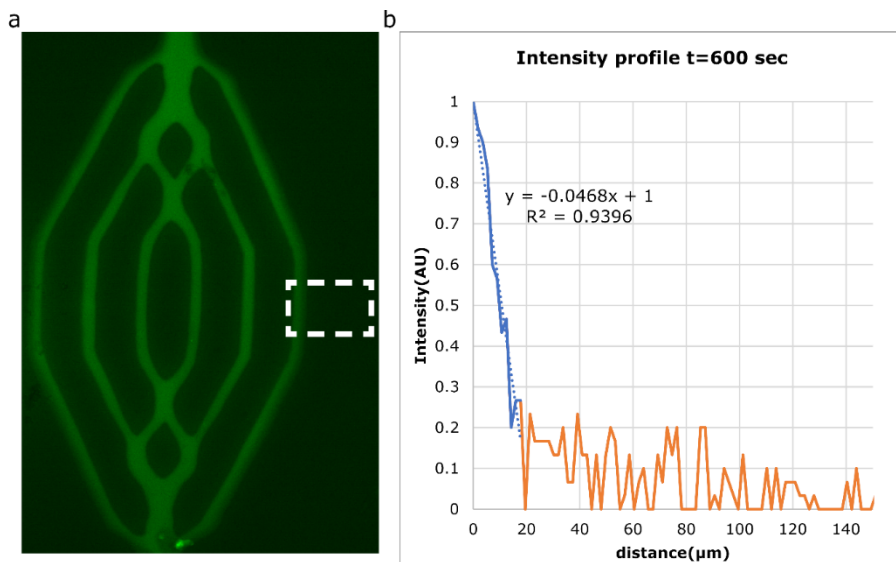 a
b
Intensity profile t=600 sec
1
0.9
0.8
0.7
0.6
0.5
0.4
0.3
0.2
0.1
0
y = -0.0468x + 1
R² = 0.9396
Intensity(AU)
0 20 40 60 80 100 120 140
distance(μm)